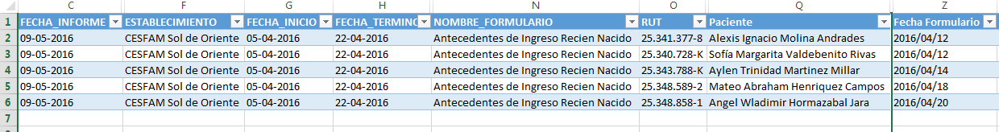 C F G H N O Q Z
1 FECHA_INFORME ESTABLECIMIENTO FECHA_INICIO FECHA_TERMINO NOMBRE_FORMULARIO RUT Paciente Fecha Formulario
2 09-05-2016 CESFAM Sol de Oriente 05-04-2016 22-04-2016 Antecedentes de Ingreso Recien Nacido 25.341.377-8 Alexis Ignacio Molina Andrades 2016/04/12
3 09-05-2016 CESFAM Sol de Oriente 05-04-2016 22-04-2016 Antecedentes de Ingreso Recien Nacido 25.340.728-K Sofía Margarita Valdebenito Rivas 2016/04/12
4 09-05-2016 CESFAM Sol de Oriente 05-04-2016 22-04-2016 Antecedentes de Ingreso Recien Nacido 25.343.788-K Aylen Trinidad Martinez Millar 2016/04/14
5 09-05-2016 CESFAM Sol de Oriente 05-04-2016 22-04-2016 Antecedentes de Ingreso Recien Nacido 25.348.589-2 Mateo Abraham Henriquez Campos 2016/04/18
6 09-05-2016 CESFAM Sol de Oriente 05-04-2016 22-04-2016 Antecedentes de Ingreso Recien Nacido 25.348.858-1 Angel Wladimir Hormazabal Jara 2016/04/20
7